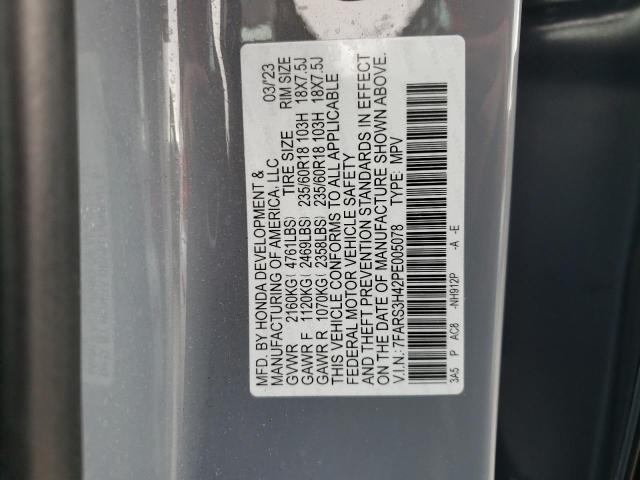 MFD. BY HONDA DEVELOPMENT &
MANUFACTURING OF AMERICA, LLC 03/'23
GVWR 2160KG( 4761LBS) TIRE SIZE RIM SIZE
GAWR F 1120KG( 2469LBS) 235/60R18 103H 18X7.5J
GAWR R 1070KG( 2358LBS) 235/60R18 103H 18X7.5J
THIS VEHICLE CONFORMS TO ALL APPLICABLE
FEDERAL MOTOR VEHICLE SAFETY
AND THEFT PREVENTION STANDARDS IN EFFECT
ON THE DATE OF MANUFACTURE SHOWN ABOVE.
V.I.N.: 7FARS3H42PE005078 TYPE: MPV
3A5 P AC8 -NH912P -A -E